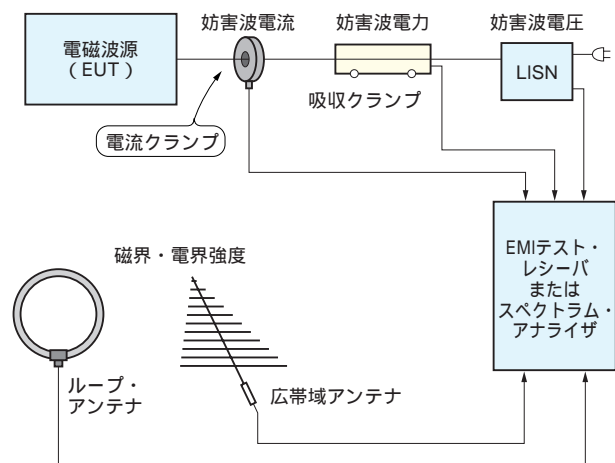 妨害波電流
妨害波電力
妨害波電圧
電磁波源
(EUT)
LISN
電流クランプ
吸収クランプ
EMIテスト・
レシーバ
または
スペクトラム・
アナライザ
磁界・電界強度
ループ・
アンテナ
広帯域アンテナ